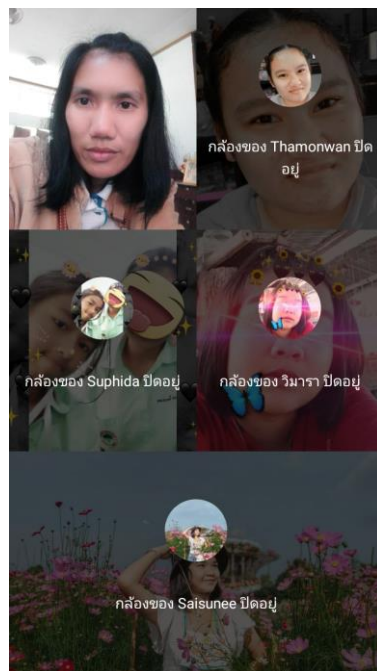 กล้องของ Thamonwan ปิด
อยู่
กล้องของ Suphida ปิดอยู่
กล้องของ วิมารา ปิดอยู่
กล้องของ Saisunee ปิดอยู่